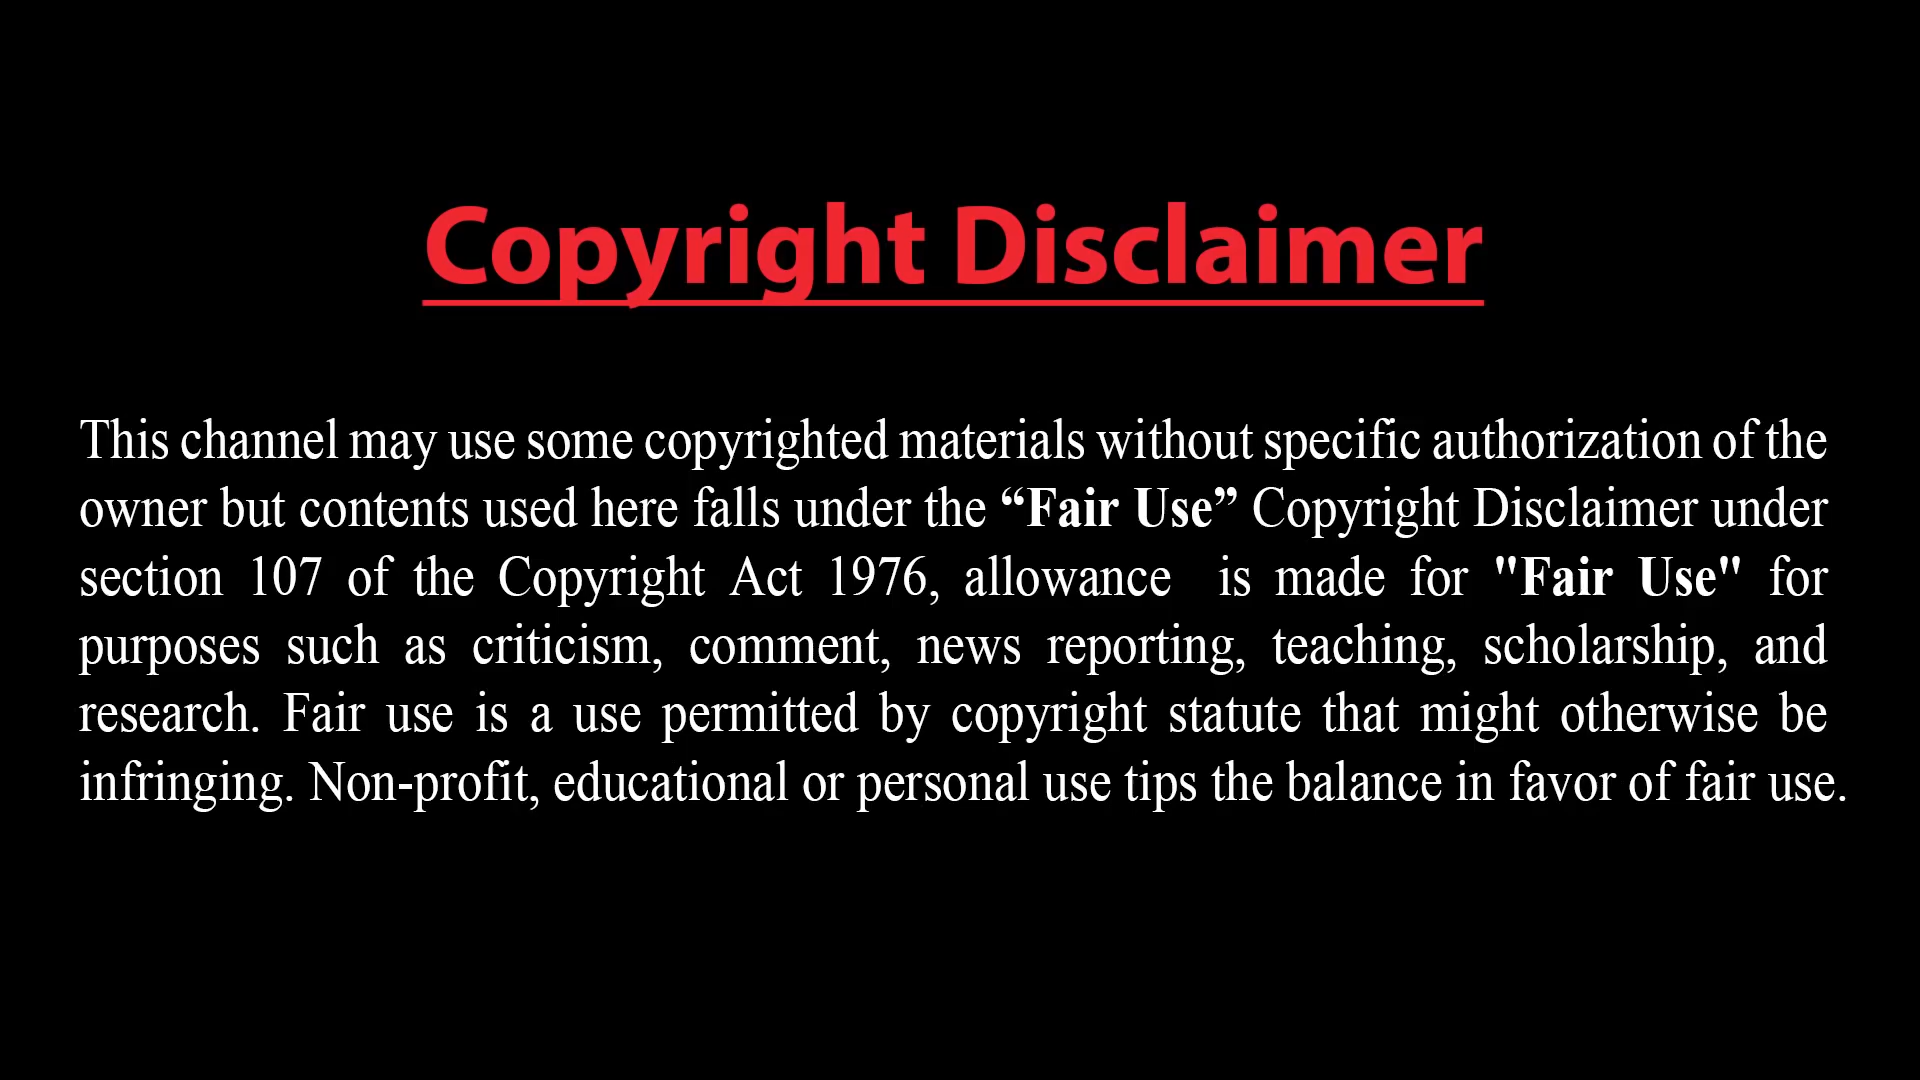 Copyright Disclaimer
This channel may use some copyrighted materials without specific authorization of the
owner but contents used here falls under the “Fair Use” Copyright Disclaimer under
section 107 of the Copyright Act 1976, allowance is made for "Fair Use" for
purposes such as criticism, comment, news reporting, teaching, scholarship, and
research. Fair use is a use permitted by copyright statute that might otherwise be
infringing. Non-profit, educational or personal use tips the balance in favor of fair use.